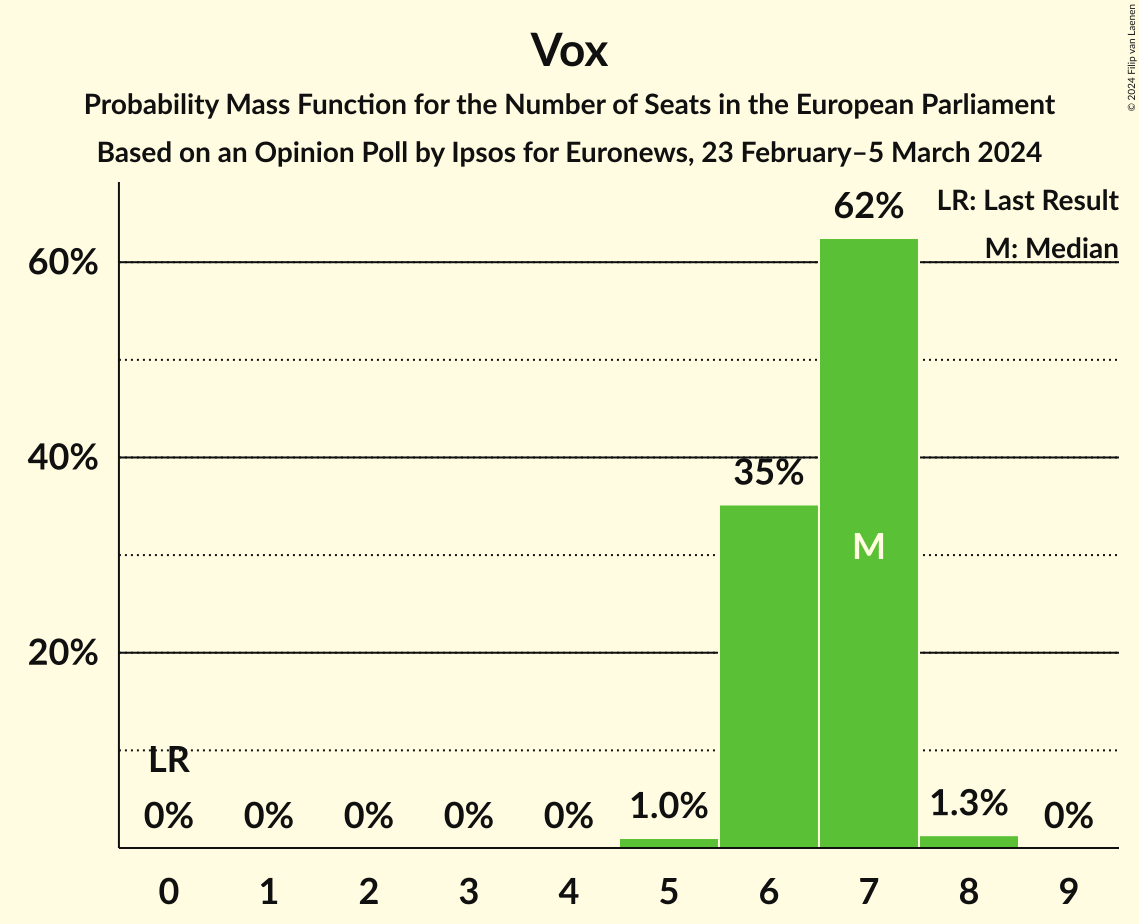 Vox
Probability Mass Function for the Number of Seats in the European Parliament
Based on an Opinion Poll by Ipsos for Euronews, 23 February–5 March 2024
© 2024 Filip van Laenen
LR: Last Result
M: Median
60%
40%
20%
LR
0%
0%
0%
0%
0%
1.0%
35%
62%
M
1.3%
0%
0 1 2 3 4 5 6 7 8 9